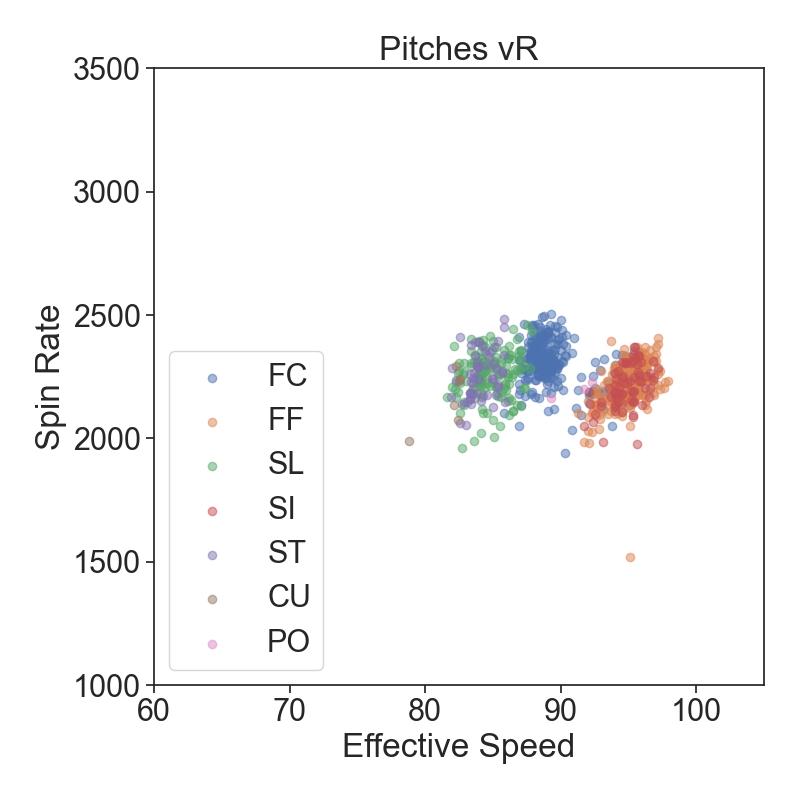 Pitches vR
3500
3000
2500
2000
1500
1000
Spin Rate
FC
FF
SL
SI
ST
CU
PO
60 70 80 90 100
Effective Speed